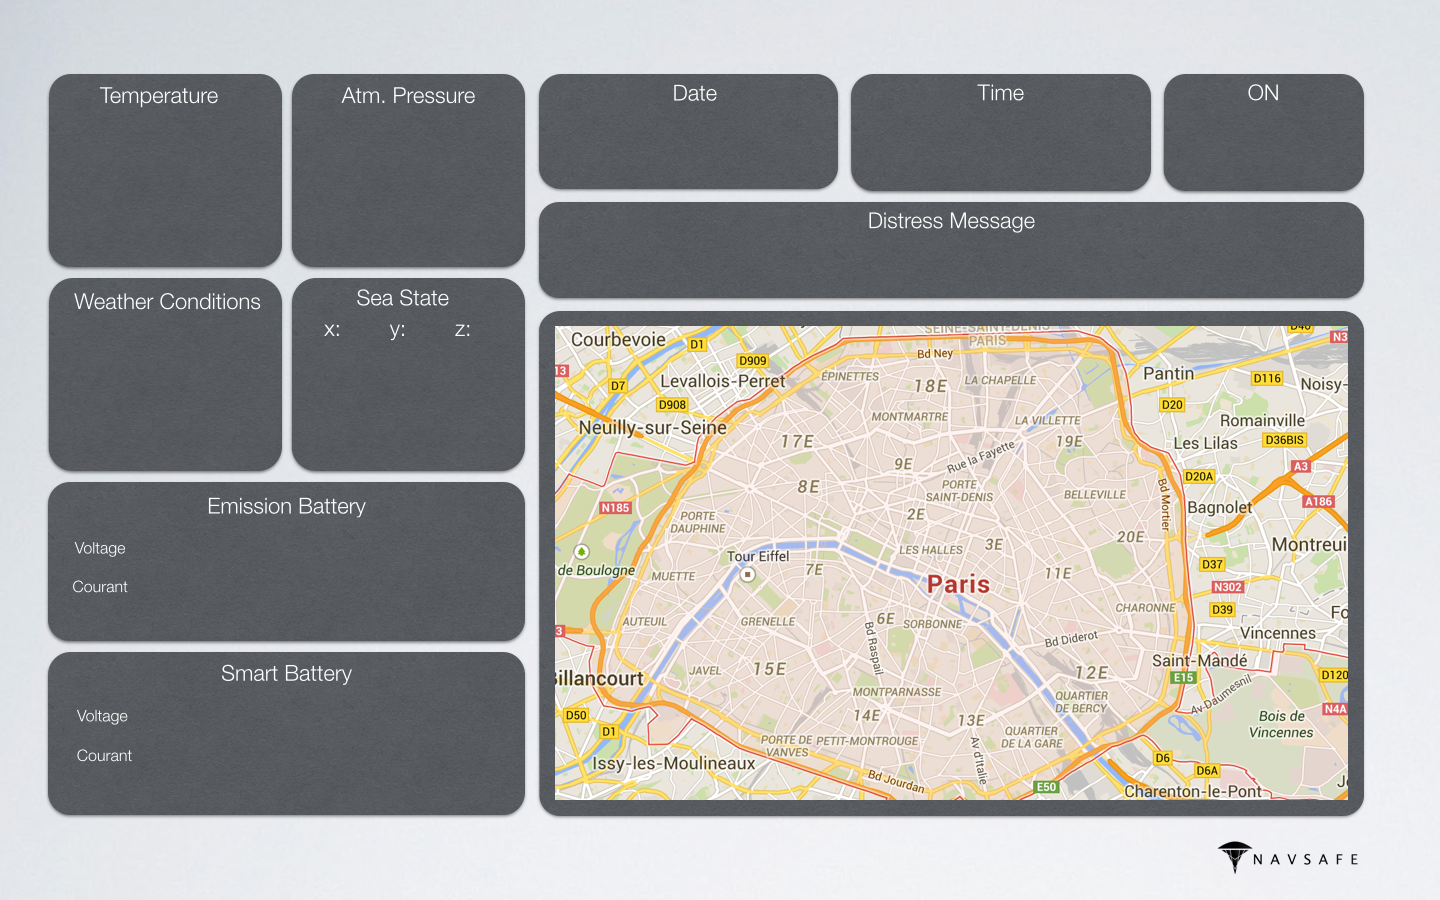 Temperature
Atm. Pressure
Date
Time
ON
Distress Message
Weather Conditions
Sea State
x: y: z:
Emission Battery
Voltage
Courant
Smart Battery
Voltage
Courant
SEINE-SAINT-DENIS
PARIS
D40
N3
Courbevoie
D1
Bd Ney
D909
13
Levallois-Perret
ÉPINETTES
18E
LA CHAPELLE
Pantin
D116
Noisy-
D7
D908
MONTMARTRE
LA VILLETTE
D20
Romainville
Neuilly-sur-Seine
17E
19E
Les Lilas
D36BIS
9E
Rue la Fayette
A3
D20A
8E
PORTE
SAINT-DENIS
BELLEVILLE
Bd Mortier
A186
N185
Bagnolet
PORTE
DAUPHINE
2E
20E
Tour Eiffel
LES HALLES
3E
Montreui
de Boulogne
MUETTE
7E
11E
D37
Paris
N302
CHARONNE
D39
Fo
AUTEUIL
GRENELLE
6E
SORBONNE
3
Bd Raspail
Bd Diderot
Vincennes
JAVEL
15E
12E
Saint-Mandé
E15
D120
Billancourt
MONTPARNASSE
QUARTIER
DE BERCY
Av-Daumesnil
N4A
D50
14E
13E
Bois de
Vincennes
D1
PORTE DE
VANVES
PETIT-MONTROUGE
QUARTIER
DE LA GARE
Av d'Italie
D6
D6A
Issy-les-Moulineaux
Bd Jourdan
E50
Charenton-le-Pont
Jo
NAVSAFE